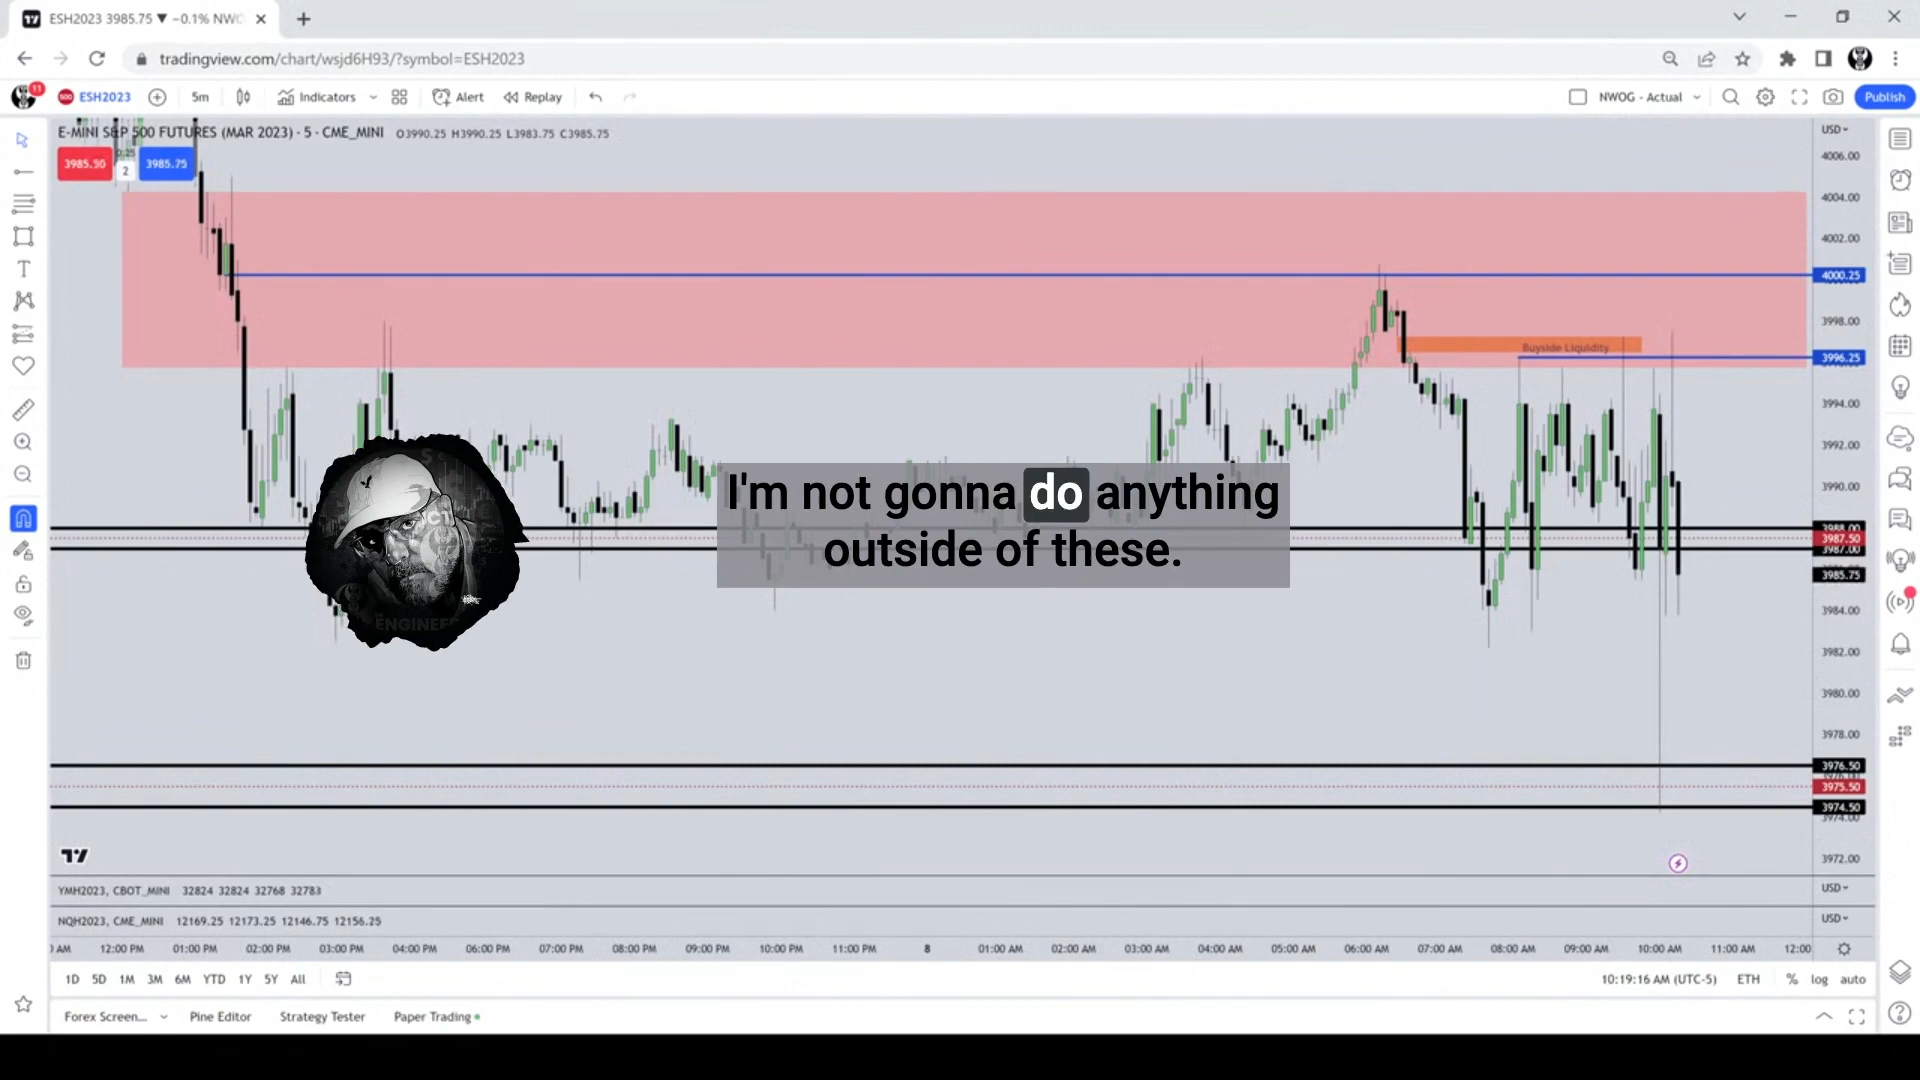 ESH2023 3985.75 ▼ −0.1% NWO
tradingview.com/chart/wsjd6H93/?symbol=ESH2023
11
ESH2023
5m
Indicators
Alert
Replay
NWOG - Actual
Publish
E-MINI S&P 500 FUTURES (MAR 2023) · 5 · CME_MINI
O3990.25 H3990.25 L3983.75 C3985.75
USD
3985.50
0.25
2
3985.75
4006.00
4004.00
4002.00
4000.25
3998.00
Buyside Liquidity
3996.25
3994.00
3992.00
3990.00
3988.00
3987.50
3987.00
3985.75
3984.00
3982.00
3980.00
3978.00
3976.50
3975.50
3974.50
3974.00
3972.00
I'm not gonna do anything
outside of these.
ENGINEE
YMH2023, CBOT_MINI 32824 32824 32768 32783
USD
NQH2023, CME_MINI 12169.25 12173.25 12146.75 12156.25
USD
AM 12:00 PM 01:00 PM 02:00 PM 03:00 PM 04:00 PM 06:00 PM 07:00 PM 08:00 PM 09:00 PM 10:00 PM 11:00 PM 8 01:00 AM 02:00 AM 03:00 AM 04:00 AM 05:00 AM 06:00 AM 07:00 AM 08:00 AM 09:00 AM 10:00 AM 11:00 AM 12:00
1D 5D 1M 3M 6M YTD 1Y 5Y All
10:19:16 AM (UTC-5) ETH % log auto
Forex Screen... Pine Editor Strategy Tester Paper Trading